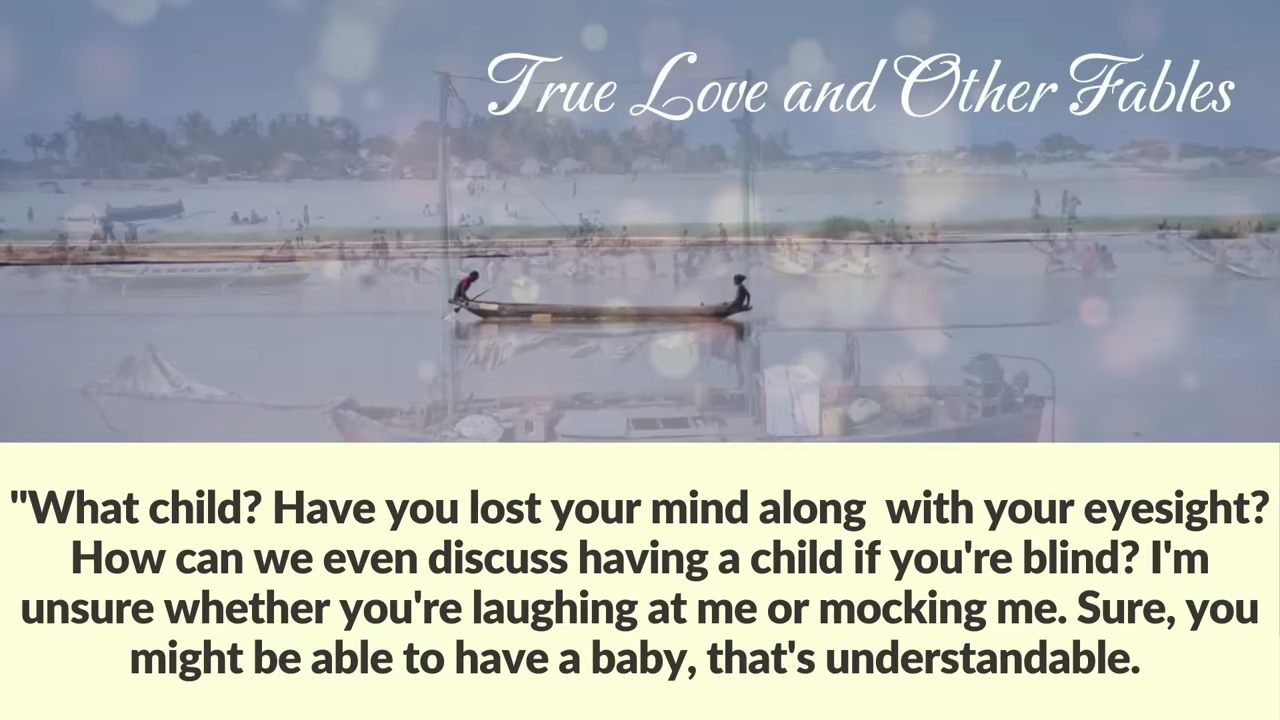 True Love and Other Fables
"What child? Have you lost your mind along  with your eyesight?
How can we even discuss having a child if you're blind? I'm
unsure whether you're laughing at me or mocking me. Sure, you
might be able to have a baby, that's understandable.